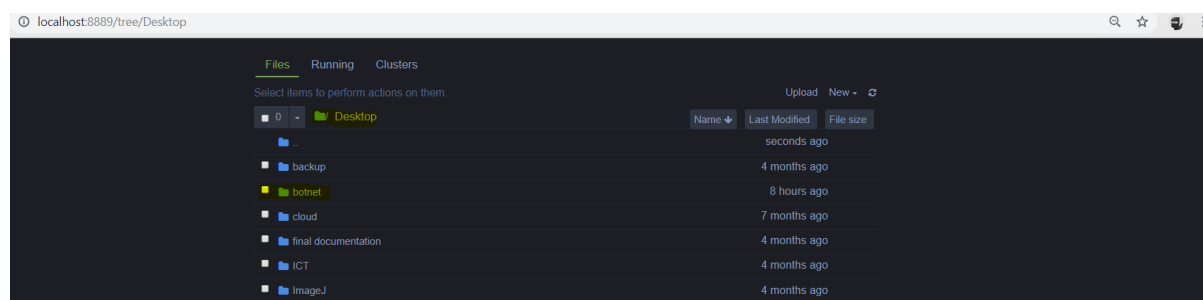 localhost:8889/tree/Desktop
Files Running Clusters
Select items to perform actions on them.
Upload New
0 / Desktop Name Last Modified File size
.. seconds ago
backup 4 months ago
botnet 8 hours ago
cloud 7 months ago
final documentation 4 months ago
ICT 4 months ago
ImageJ 4 months ago